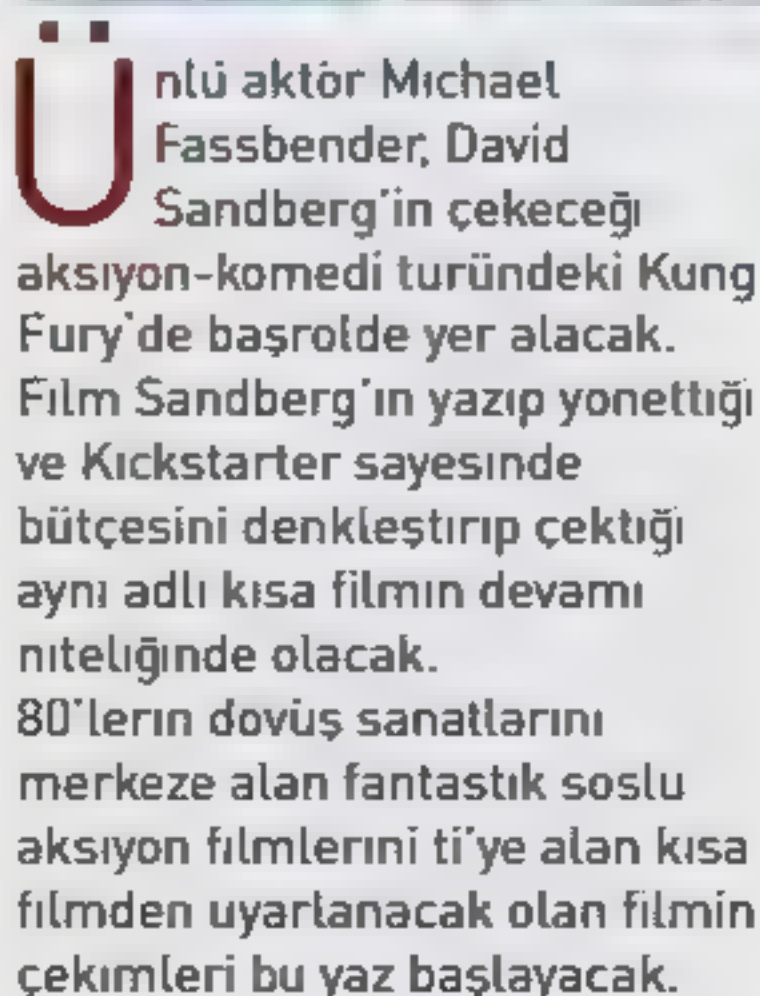 Ünlü aktör Michael
Fassbender, David
Sandberg'in çekeceği
aksiyon-komedi türündeki Kung
Fury'de başrolde yer alacak.
Film Sandberg'in yazıp yönettiği
ve Kickstarter sayesinde
bütçesini denkleştirip çektiği
aynı adlı kısa filmin devamı
niteliğinde olacak.
80'lerin dövüş sanatlarını
merkeze alan fantastik soslu
aksiyon filmlerini ti'ye alan kısa
filmden uyarlanacak olan filmin
çekimleri bu yaz başlayacak.